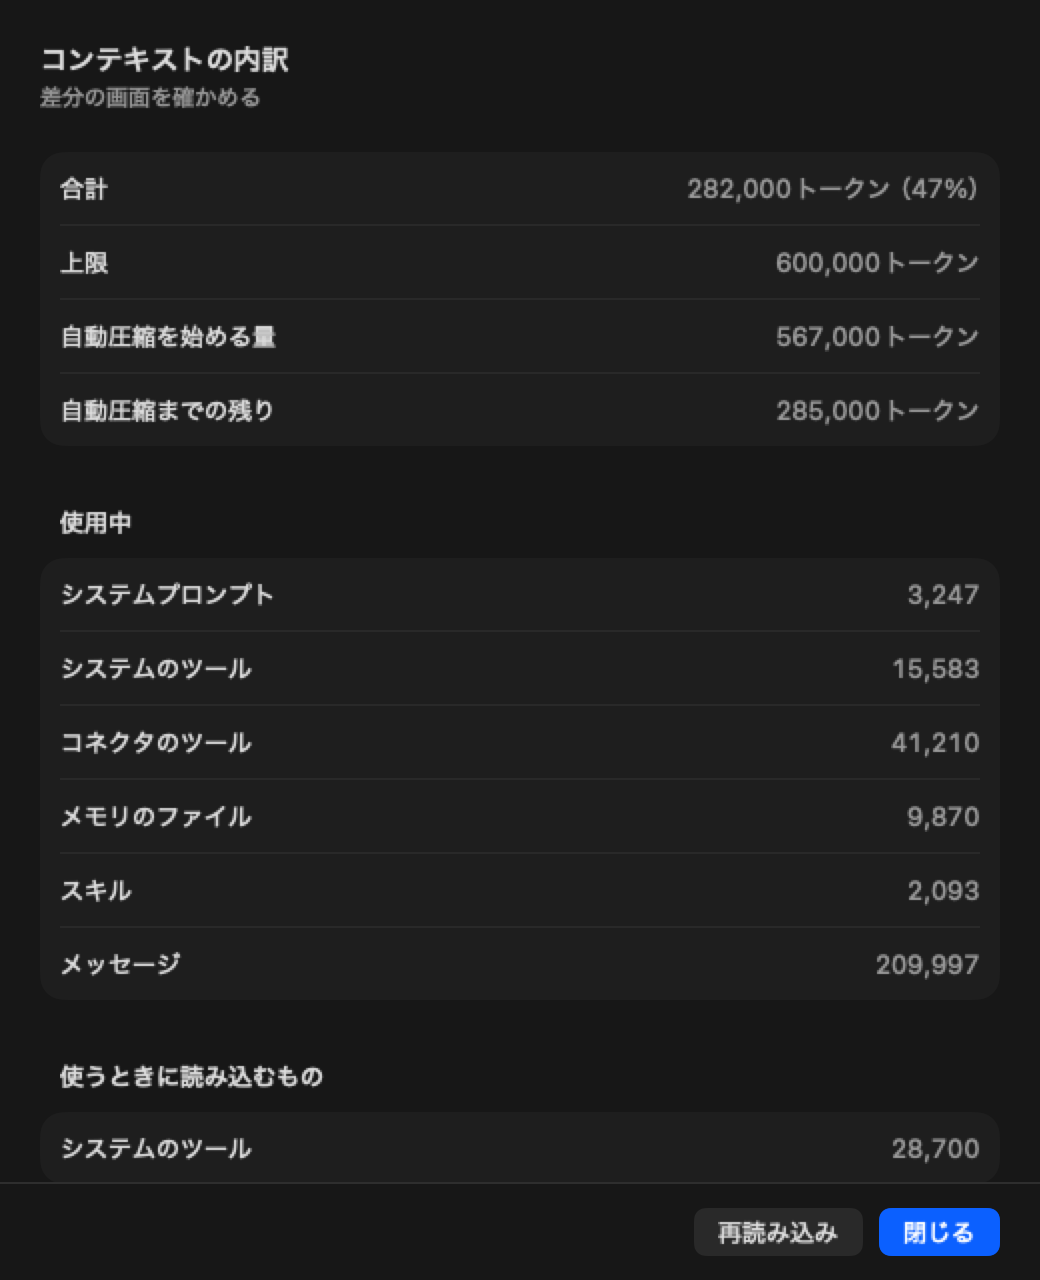 コンテキストの内訳
差分の画面を確かめる
合計 282,000トークン（47%）
上限 600,000トークン
自動圧縮を始める量 567,000トークン
自動圧縮までの残り 285,000トークン
使用中
システムプロンプト 3,247
システムのツール 15,583
コネクタのツール 41,210
メモリのファイル 9,870
スキル 2,093
メッセージ 209,997
使うときに読み込むもの
システムのツール 28,700
再読み込み 閉じる